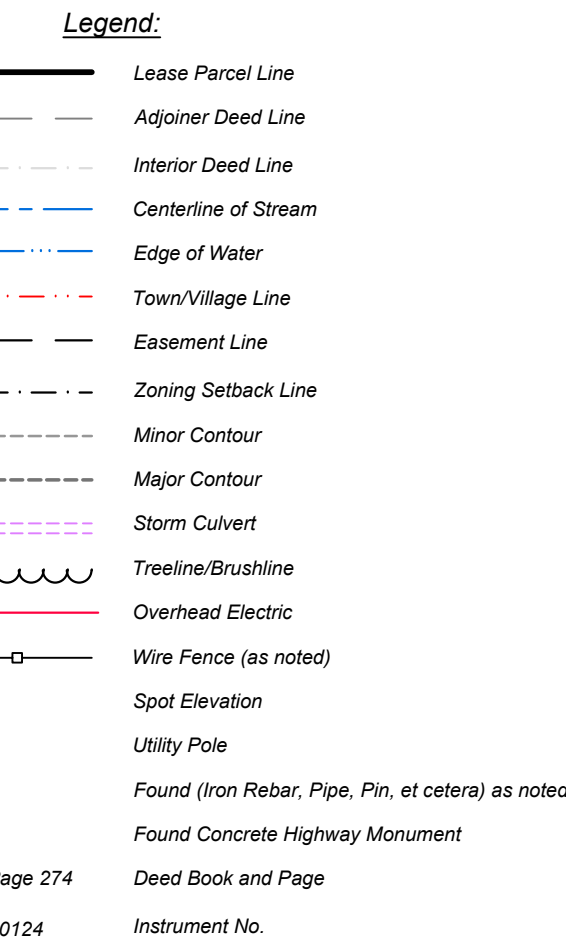 Legend:
Lease Parcel Line
Adjoiner Deed Line
Interior Deed Line
Centerline of Stream
Edge of Water
Town/Village Line
Easement Line
Zoning Setback Line
Minor Contour
Major Contour
Storm Culvert
Treeline/Brushline
Overhead Electric
Wire Fence (as noted)
Spot Elevation
Utility Pole
Found (Iron Rebar, Pipe, Pin, et cetera) as noted
Found Concrete Highway Monument
age 274 Deed Book and Page
0124 Instrument No.